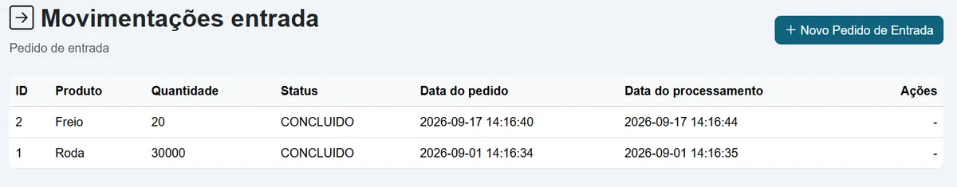 Movimentações entrada
+ Novo Pedido de Entrada
Pedido de entrada
ID Produto Quantidade Status Data do pedido Data do processamento Ações
2 Freio 20 CONCLUIDO 2026-09-17 14:16:40 2026-09-17 14:16:44 -
1 Roda 30000 CONCLUIDO 2026-09-01 14:16:34 2026-09-01 14:16:35 -